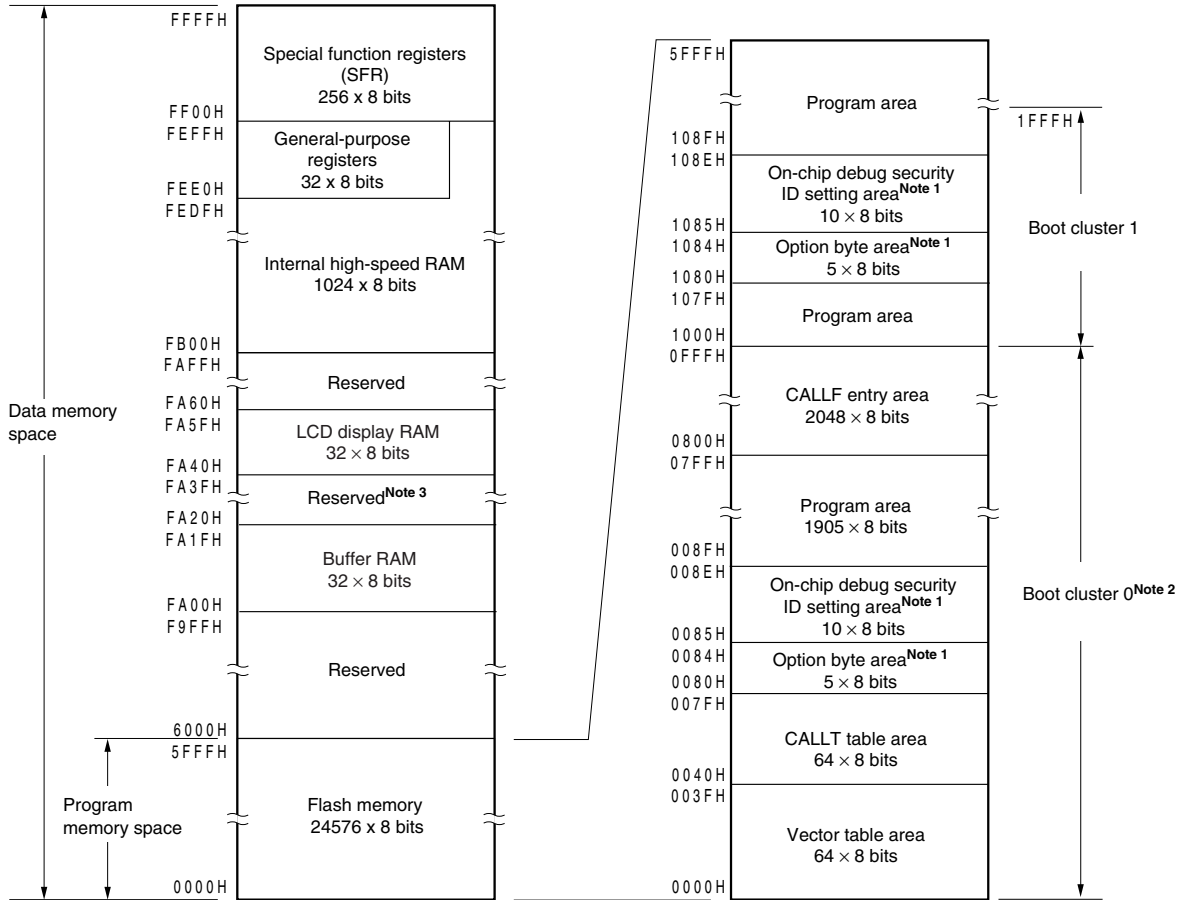 FFFFH
Special function registers
(SFR)
256 x 8 bits
FF00H
FEFFH
General-purpose
registers
32 x 8 bits
FEE0H
FEDFH
Internal high-speed RAM
1024 x 8 bits
FB00H
FAFFH
Reserved
FA60H
FA5FH
LCD display RAM
32 × 8 bits
FA40H
FA3FH
Reserved Note 3
FA20H
FA1FH
Buffer RAM
32 × 8 bits
FA00H
F9FFH
Reserved
6000H
5FFFH
Flash memory
24576 x 8 bits
0000H
Data memory
space
Program
memory space
5FFFH
Program area
1FFFH
108FH
108EH
On-chip debug security
ID setting area Note 1
10 × 8 bits
1085H
1084H
Option byte area Note 1
5 × 8 bits
1080H
107FH
Program area
1000H
0FFFH
Boot cluster 1
CALLF entry area
2048 × 8 bits
0800H
07FFH
Program area
1905 × 8 bits
008FH
008EH
On-chip debug security
ID setting area Note 1
10 × 8 bits
0085H
0084H
Option byte area Note 1
5 × 8 bits
0080H
007FH
CALLT table area
64 × 8 bits
0040H
003FH
Vector table area
64 × 8 bits
0000H
Boot cluster 0 Note 2